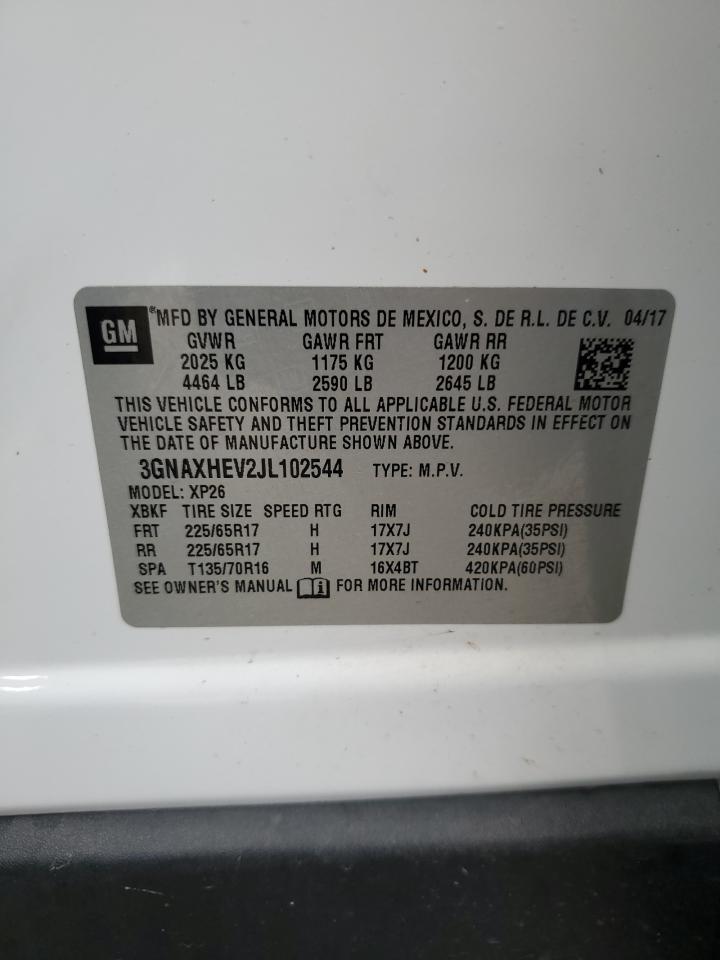 GM
®MFD BY GENERAL MOTORS DE MEXICO, S. DE R.L. DE C.V. 04/17
GVWR GAWR FRT GAWR RR
2025 KG 1175 KG 1200 KG
4464 LB 2590 LB 2645 LB
THIS VEHICLE CONFORMS TO ALL APPLICABLE U.S. FEDERAL MOTOR
VEHICLE SAFETY AND THEFT PREVENTION STANDARDS IN EFFECT ON
THE DATE OF MANUFACTURE SHOWN ABOVE.
3GNAXHEV2JL102544 TYPE: M.P.V.
MODEL: XP26
XBKF TIRE SIZE SPEED RTG RIM COLD TIRE PRESSURE
FRT 225/65R17 H 17X7J 240KPA(35PSI)
RR 225/65R17 H 17X7J 240KPA(35PSI)
SPA T135/70R16 M 16X4BT 420KPA(60PSI)
SEE OWNER'S MANUAL i FOR MORE INFORMATION.